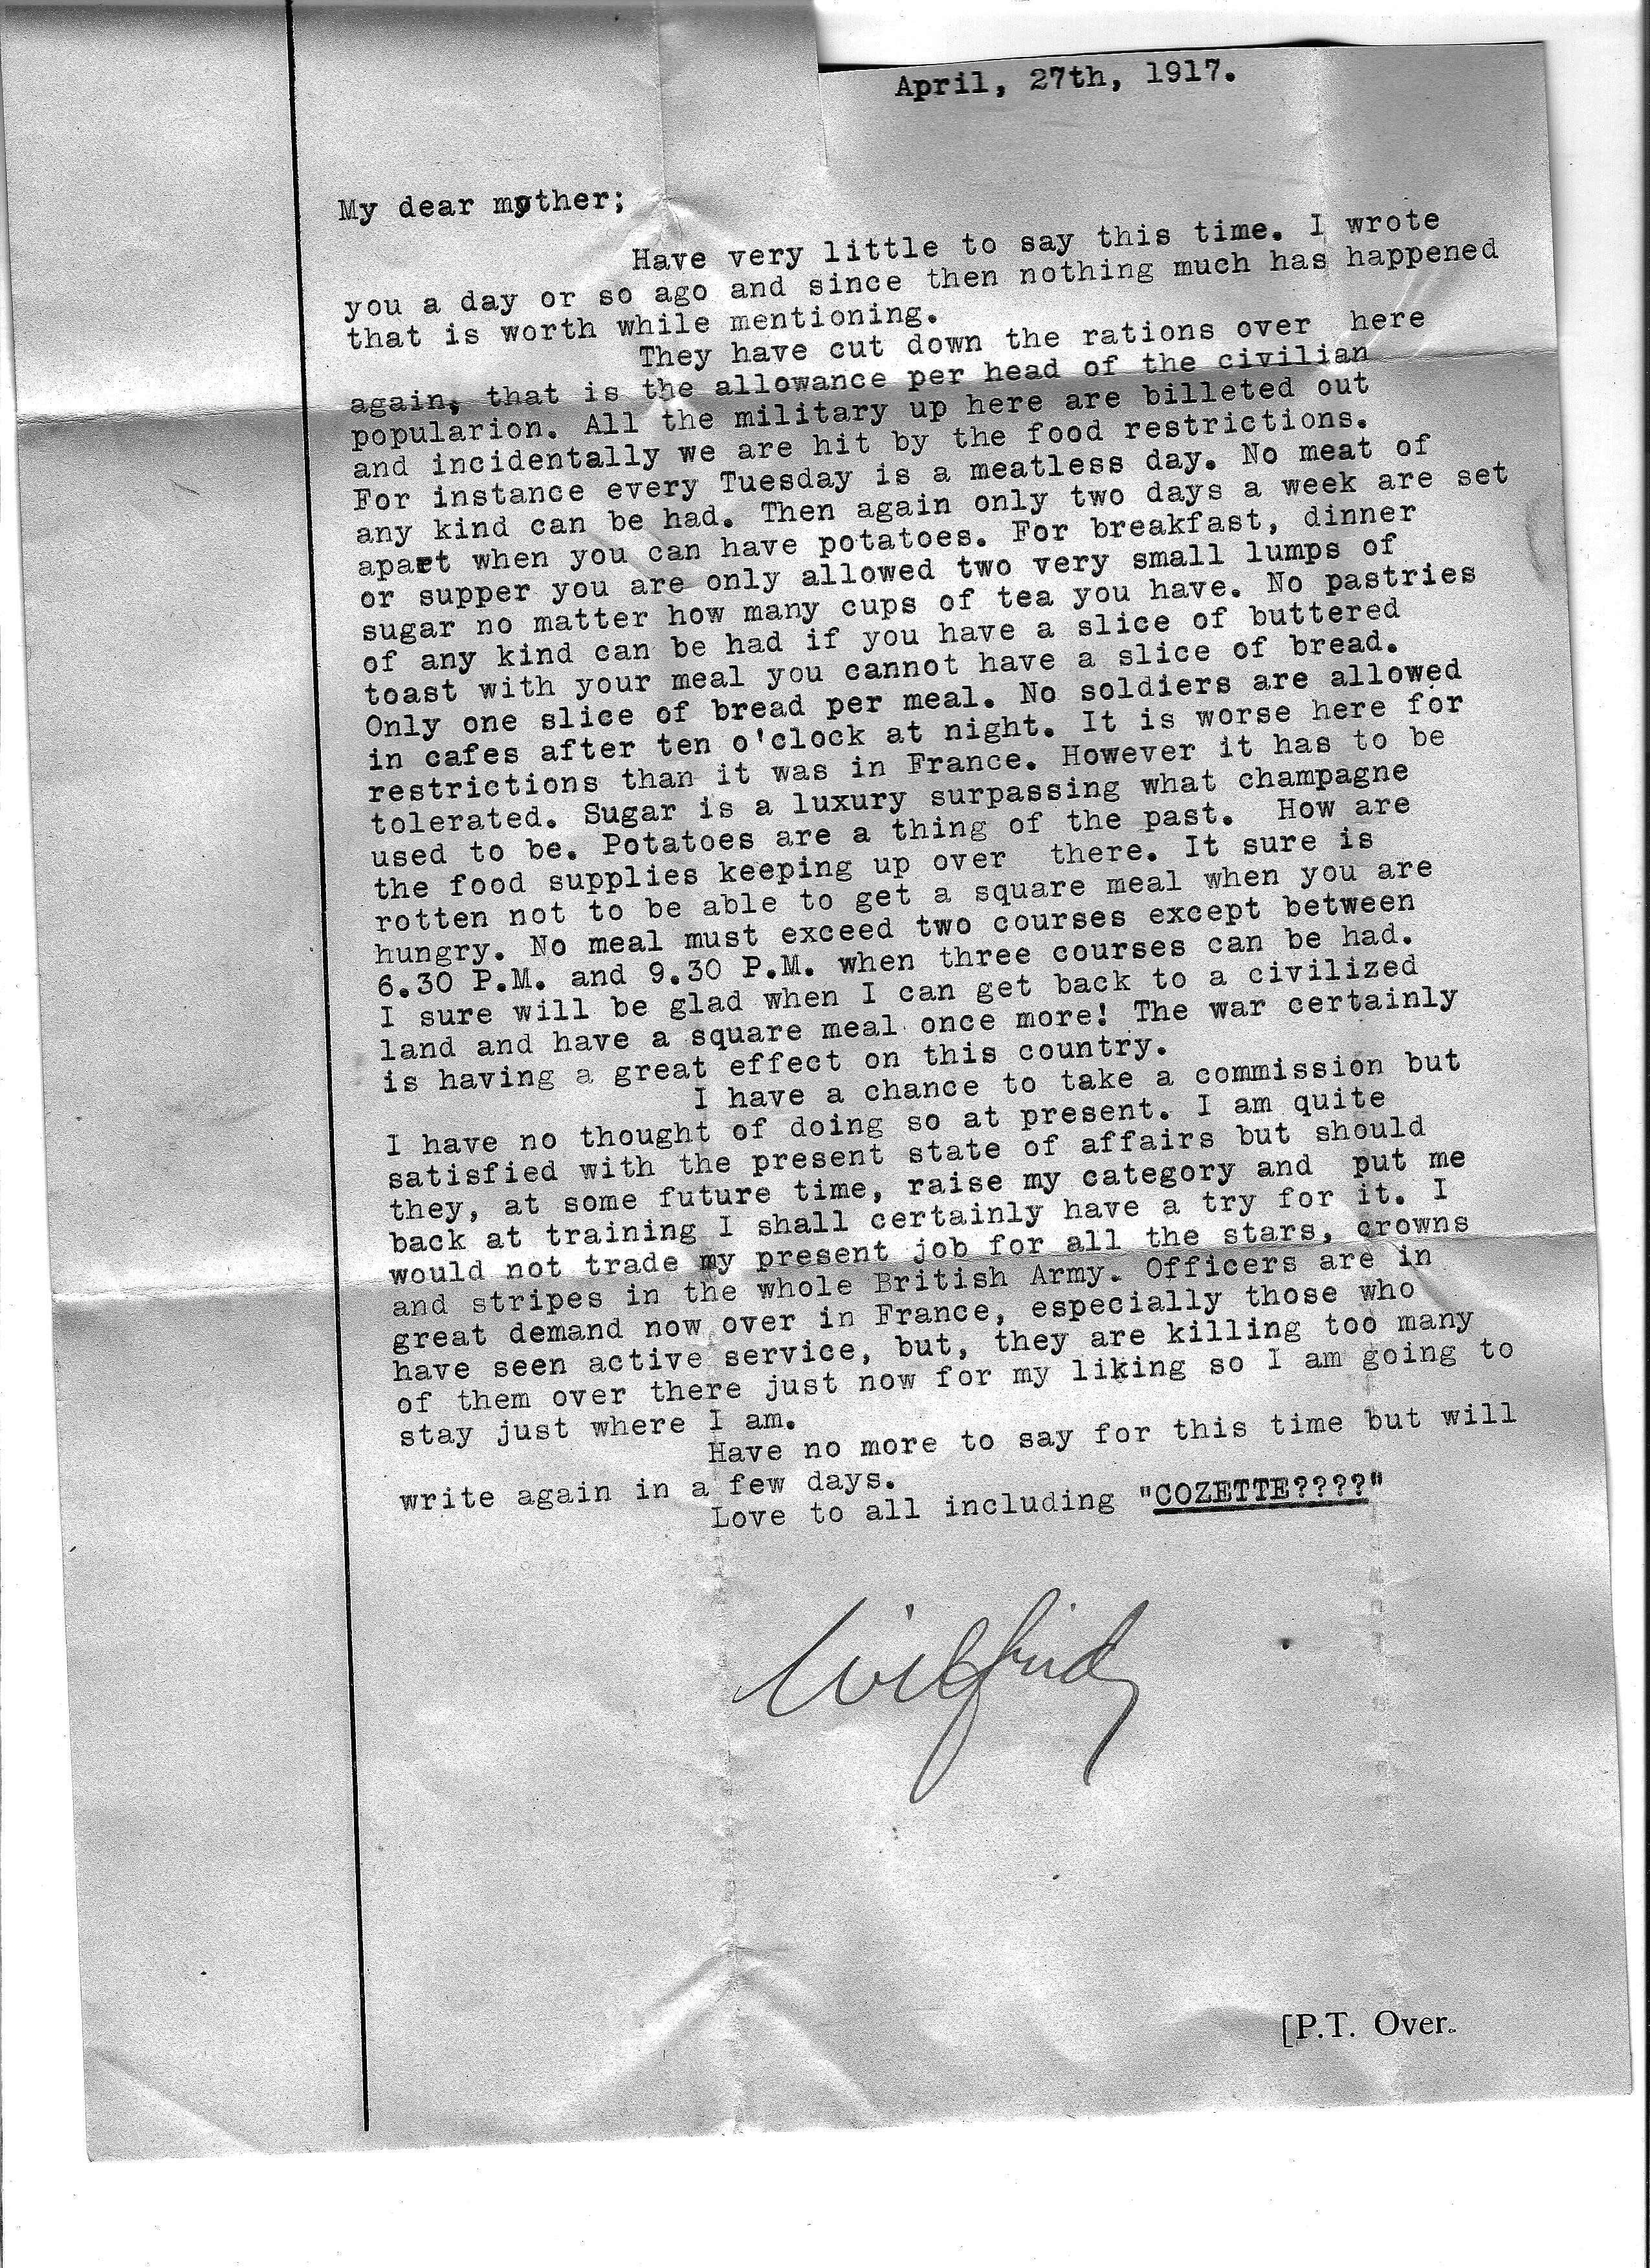 April, 27th, 1917.
My dear mother;
Have very little to say this time. I wrote
you a day or so ago and since then nothing much has happened
that is worth while mentioning.
They have cut down the rations over here
again, that is the allowance per head of the civilian
popularion. All the military up here are billeted out
and incidentally we are hit by the food restrictions.
For instance every Tuesday is a meatless day. No meat of
any kind can be had. Then again only two days a week are set
apart when you can have potatoes. For breakfast, dinner
or supper you are only allowed two very small lumps of
sugar no matter how many cups of tea you have. No pastries
of any kind can be had if you have a slice of buttered
toast with your meal you cannot have a slice of bread.
Only one slice of bread per meal. No soldiers are allowed
in cafes after ten o'clock at night. It is worse here for
restrictions than it was in France. However it has to be
tolerated. Sugar is a luxury surpassing what champagne
used to be. Potatoes are a thing of the past. How are
the food supplies keeping up over there. It sure is
rotten not to be able to get a square meal when you are
hungry. No meal must exceed two courses except between
6.30 P.M. and 9.30 P.M. when three courses can be had.
I sure will be glad when I can get back to a civilized
land and have a square meal once more! The war certainly
is having a great effect on this country.
I have a chance to take a commission but
I have no thought of doing so at present. I am quite
satisfied with the present state of affairs but should
they, at some future time, raise my category and put me
back at training I shall certainly have a try for it. I
would not trade my present job for all the stars, crowns
and stripes in the whole British Army. Officers are in
great demand now over in France, especially those who
have seen active service, but, they are killing too many
of them over there just now for my liking so I am going to
stay just where I am.
Have no more to say for this time but will
write again in a few days.
Love to all including "COZETTE????"
Wilfrid
[P.T. Over.